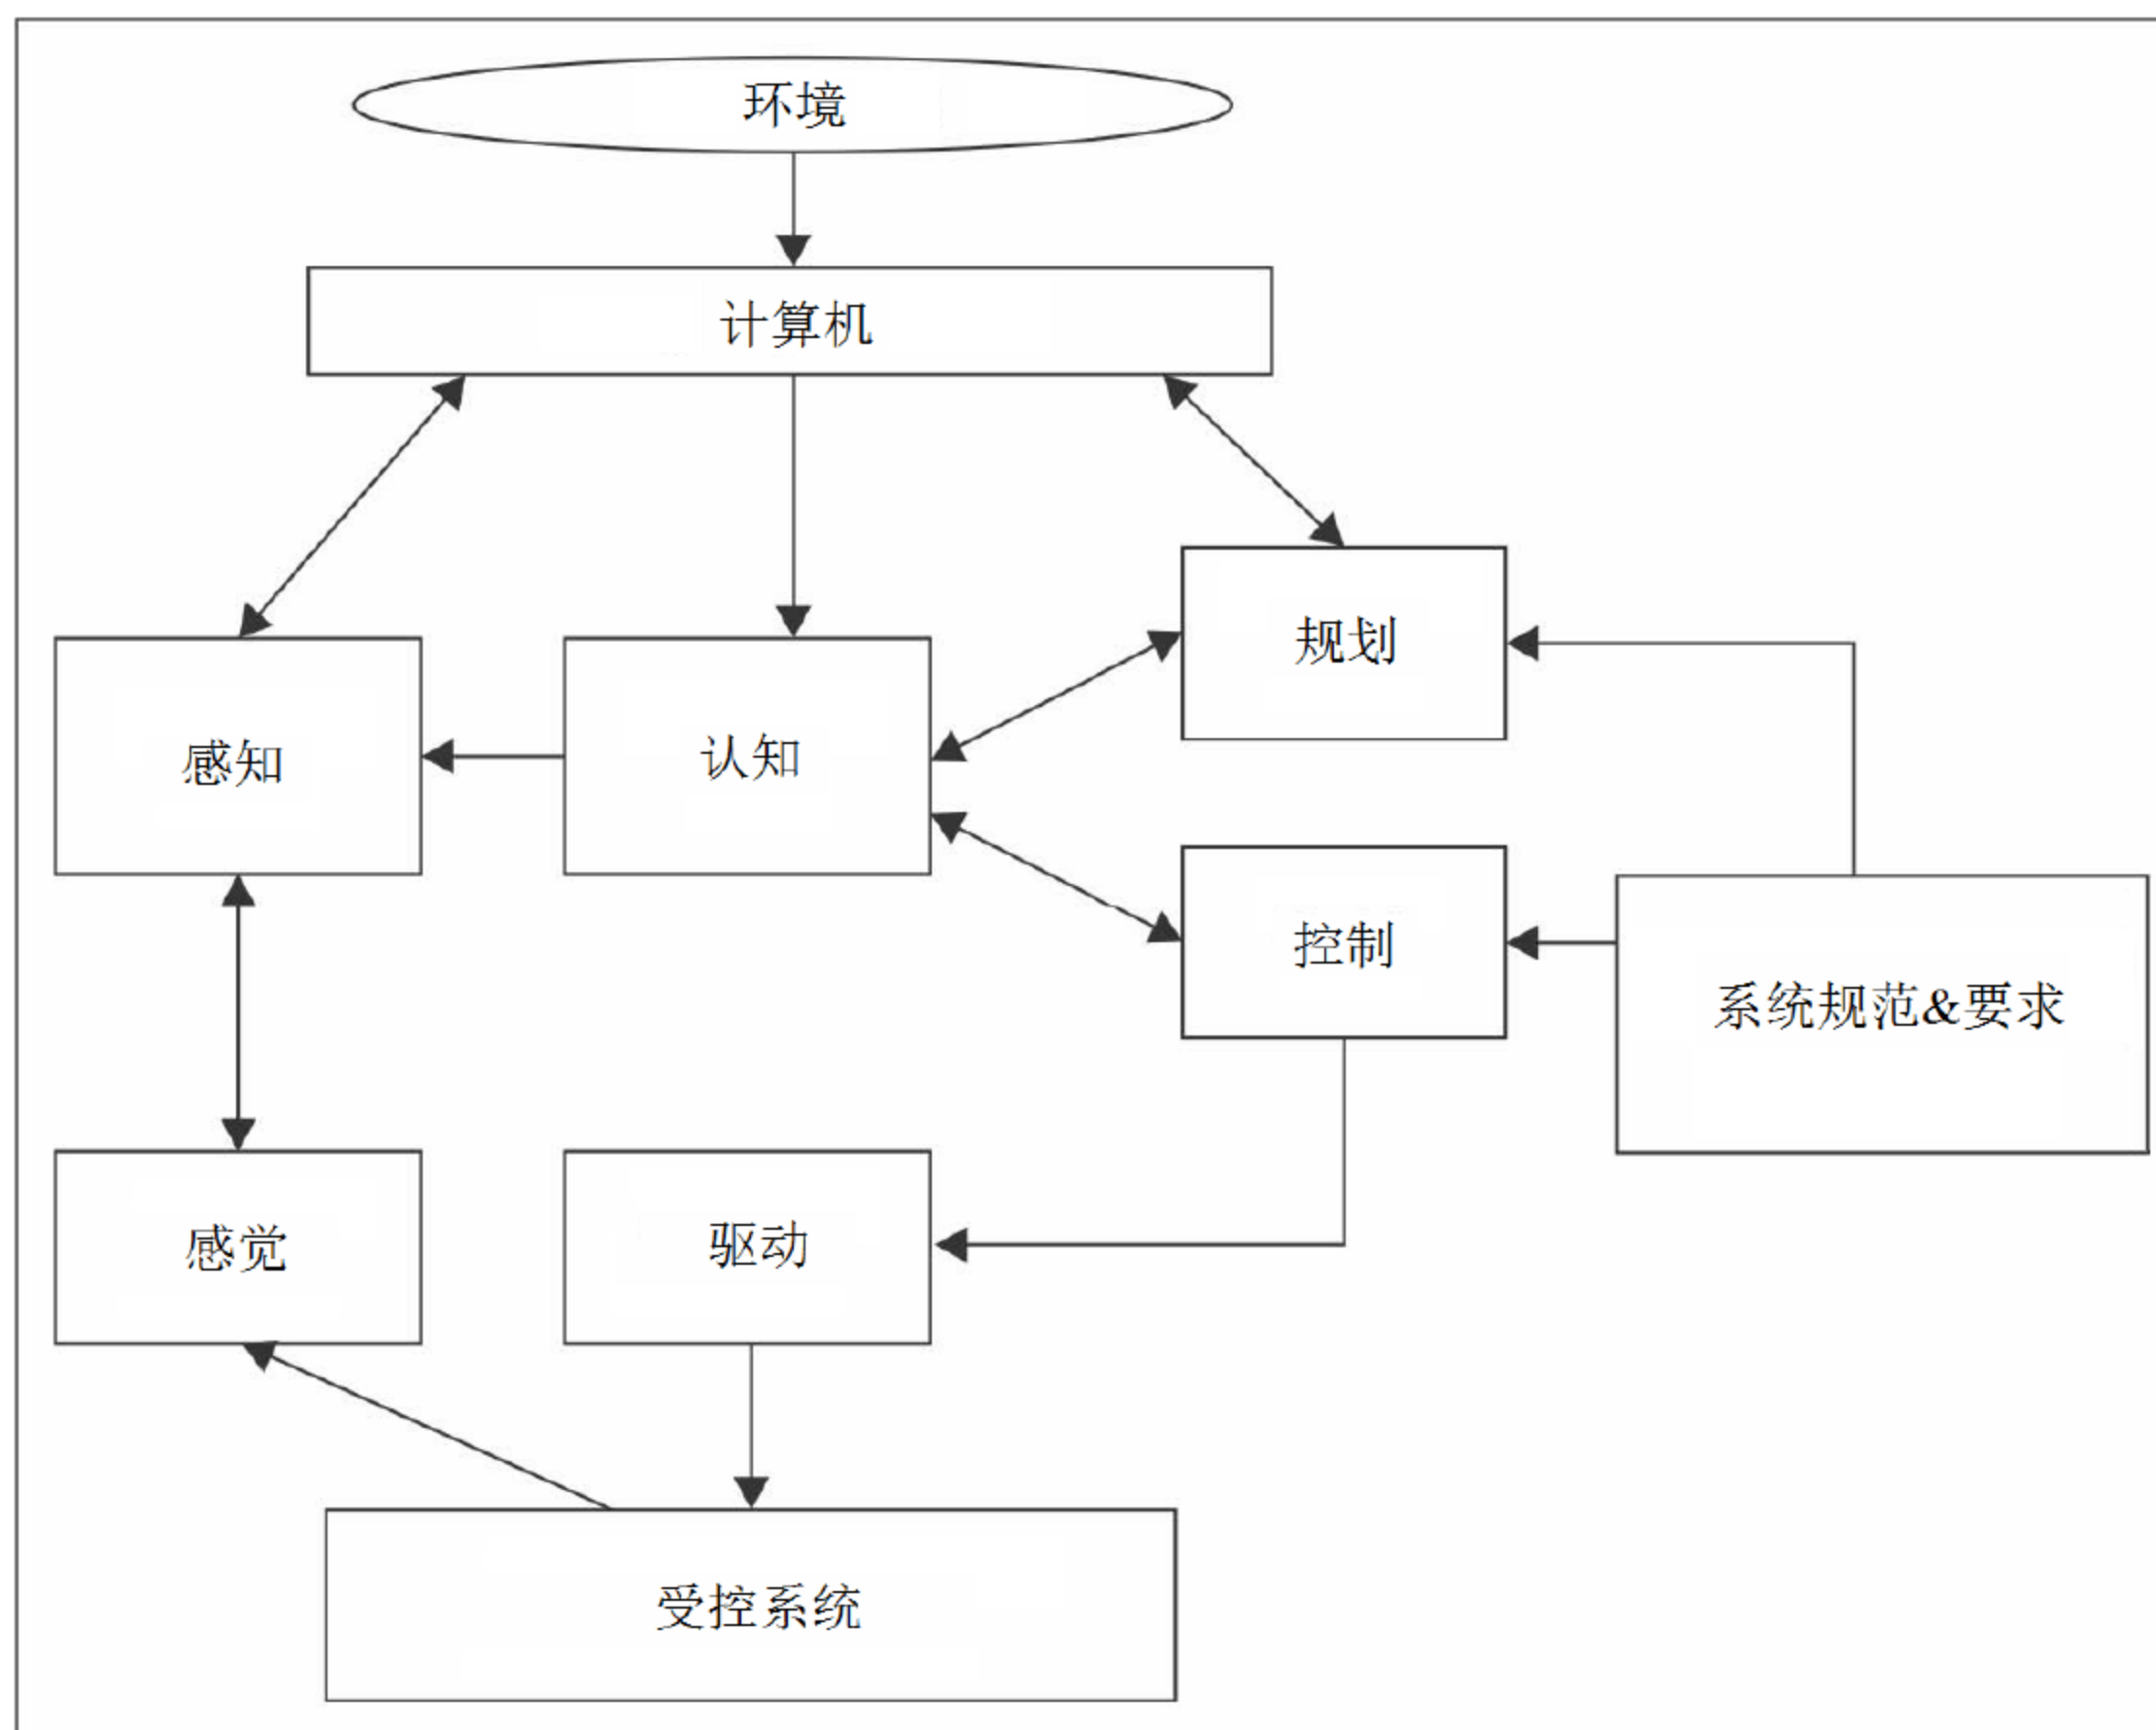 环境
计算机
规划
感知
认知
控制
系统规范&要求
感觉
驱动
受控系统